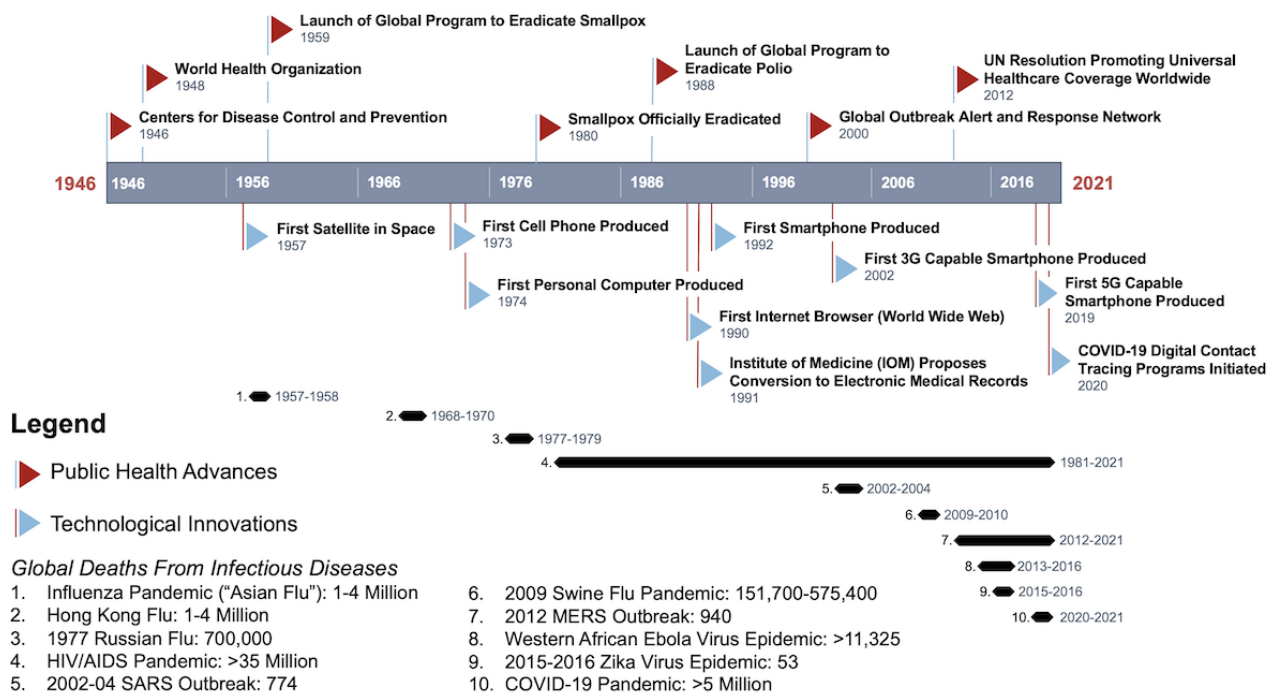 Launch of Global Program to Eradicate Smallpox
1959
World Health Organization
1948
Centers for Disease Control and Prevention
1946
Smallpox Officially Eradicated
1980
Launch of Global Program to
Eradicate Polio
1988
Global Outbreak Alert and Response Network
2000
UN Resolution Promoting Universal
Healthcare Coverage Worldwide
2012
1946 1946 1956 1966 1976 1986 1996 2006 2016 2021
First Satellite in Space
1957
First Cell Phone Produced
1973
First Personal Computer Produced
1974
First Smartphone Produced
1992
First 3G Capable Smartphone Produced
2002
First Internet Browser (World Wide Web)
1990
Institute of Medicine (IOM) Proposes
Conversion to Electronic Medical Records
1991
First 5G Capable
Smartphone Produced
2019
COVID-19 Digital Contact
Tracing Programs Initiated
2020
1. 1957-1958
2. 1968-1970
3. 1977-1979
4. 1981-2021
5. 2002-2004
6. 2009-2010
7. 2012-2021
8. 2013-2016
9. 2015-2016
10. 2020-2021
Legend
Public Health Advances
Technological Innovations
Global Deaths From Infectious Diseases
1. Influenza Pandemic (“Asian Flu”): 1-4 Million
2. Hong Kong Flu: 1-4 Million
3. 1977 Russian Flu: 700,000
4. HIV/AIDS Pandemic: >35 Million
5. 2002-04 SARS Outbreak: 774
6. 2009 Swine Flu Pandemic: 151,700-575,400
7. 2012 MERS Outbreak: 940
8. Western African Ebola Virus Epidemic: >11,325
9. 2015-2016 Zika Virus Epidemic: 53
10. COVID-19 Pandemic: >5 Million